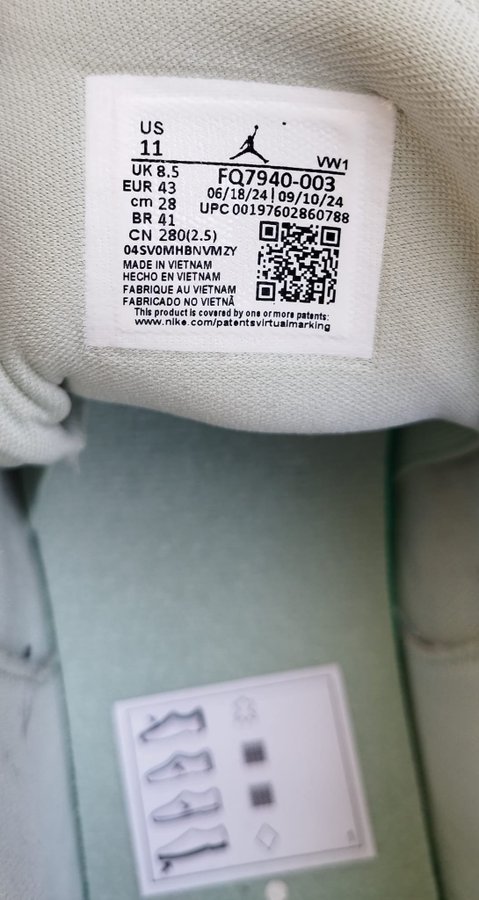 US
11
VW1
UK 8.5
FQ7940-003
EUR 43
06/18/24 | 09/10/24
cm 28
UPC 00197602860788
BR 41
CN 280(2.5)
04SV0MHBNVMZY
MADE IN VIETNAM
HECHO EN VIETNAM
FABRIQUE AU VIETNAM
FABRICADO NO VIETNÃ
This product is covered by one or more patents:
www.nike.com/patentsvirtualmarking